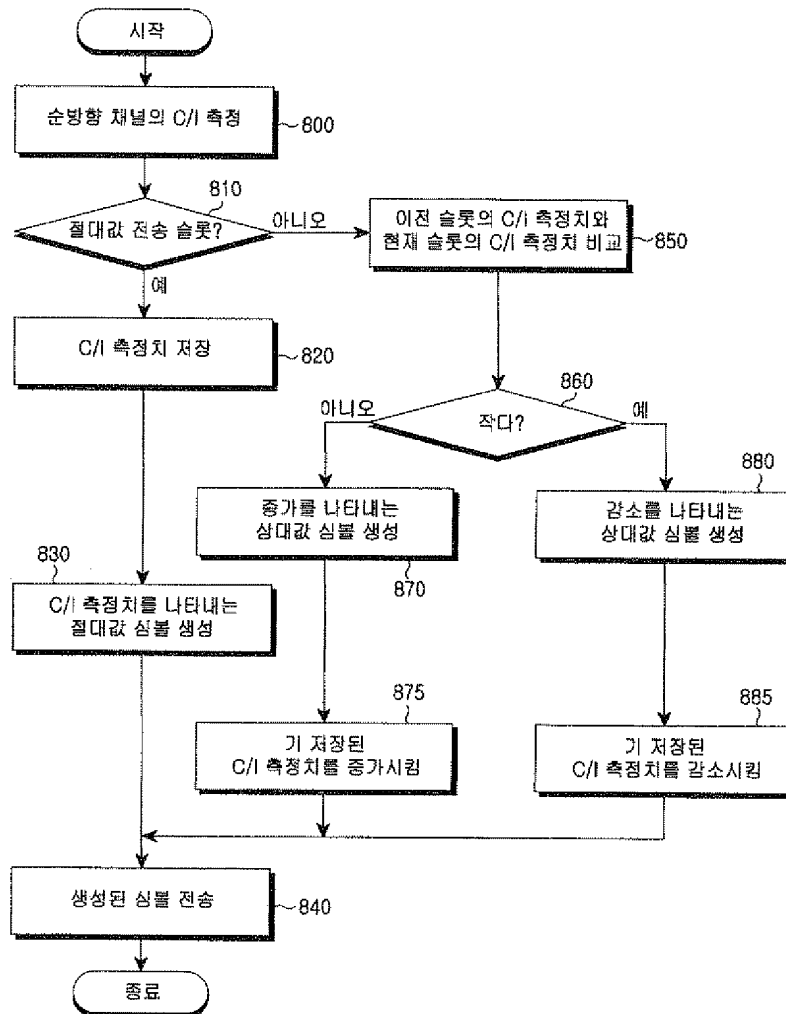 시작
순방향 채널의 C/I 측정
800
810
절대값 전송 슬롯?
아니오
예
이전 슬롯의 C/I 측정치와
현재 슬롯의 C/I 측정치 비교
850
C/I 측정치 저장
820
860
작다?
아니오
예
증가를 나타내는
상대값 심볼 생성
870
880
감소를 나타내는
상대값 심볼 생성
830
C/I 측정치를 나타내는
절대값 심볼 생성
875
기 저장된
C/I 측정치를 증가시킴
885
기 저장된
C/I 측정치를 감소시킴
생성된 심볼 전송
840
종료